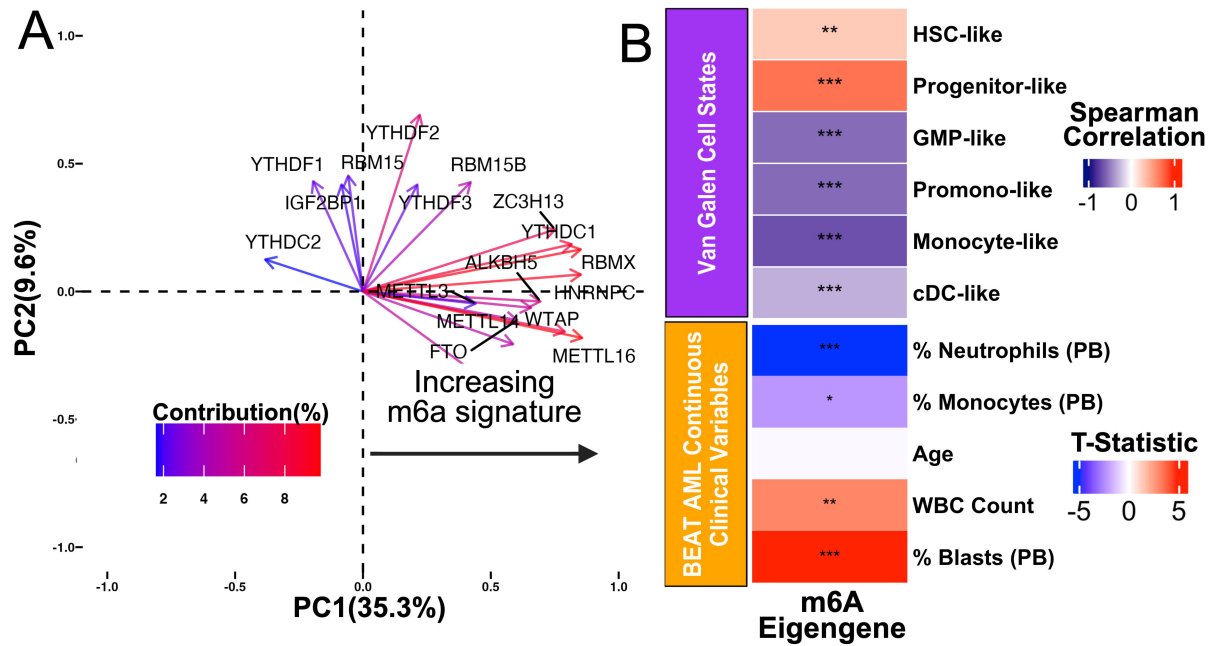 A
1.0
0.5
0.0
-0.5
-1.0
PC2(9.6%)
YTHDF2
YTHDF1
RBM15
RBM15B
IGF2BP1
YTHDF3
ZC3H13
YTHDC2
YTHDC1
ALKBH5
RBMX
METTL3
HNRNPC
METTL14
WTAP
FTO
METTL16
Increasing
m6a signature
Contribution(%)
2 4 6 8
-1.0 -0.5 0.0 0.5 1.0
PC1(35.3%)
B
Van Galen Cell States
** HSC-like
*** Progenitor-like
*** GMP-like
*** Promono-like
*** Monocyte-like
*** cDC-like
BEAT AML Continuous
Clinical Variables
*** % Neutrophils (PB)
* % Monocytes (PB)
Age
** WBC Count
*** % Blasts (PB)
m6A
Eigengene
Spearman
Correlation
-1 0 1
T-Statistic
-5 0 5